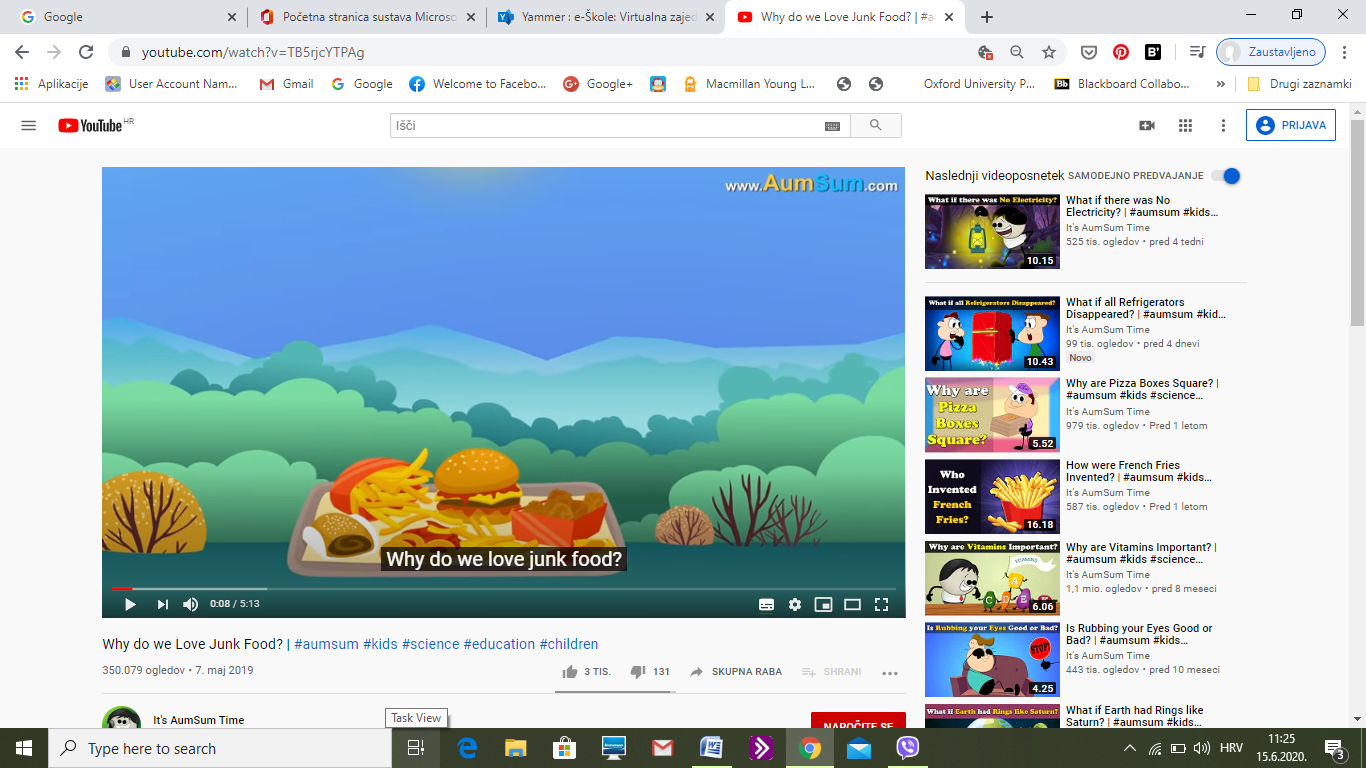 Google
Početna stranica sustava Microso
Yammer : e-Škole: Virtualna zajed
Why do we Love Junk Food? | #a
youtube.com/watch?v=TB5rjcYTPAg
Zaustavljeno
Aplikacije
User Account Nam...
Gmail
Google
Welcome to Facebo...
Google+
Macmillan Young L...
Oxford University P...
Bb
Blackboard Collabo...
Drugi zaznamki
YouTube HR
Išči
PRIJAVA
www.AumSum.com
Why do we love junk food?
0:08 / 5:13
Why do we Love Junk Food? | #aumsum #kids #science #education #children
350.079 ogledov • 7. maj 2019
3 TIS.
131
SKUPNA RABA
SHRANI
It's AumSum Time
NAROČITE SE
Task View
Naslednji videoposnetek
SAMODEJNO PREDVAJANJE
What if there was No Electricity?
10.15
What if there was No
Electricity? | #aumsum #kids...
It's AumSum Time
525 tis. ogledov • pred 4 tedni
What if all Refrigerators Disappeared?
10.43
What if all Refrigerators
Disappeared? | #aumsum #kid...
It's AumSum Time
99 tis. ogledov • pred 4 dnevi
Novo
Why are
Pizza
Boxes
Square?
5.52
Why are Pizza Boxes Square? |
#aumsum #kids #science...
It's AumSum Time
979 tis. ogledov • Pred 1 letom
Who
Invented
French
Fries?
16.18
How were French Fries
Invented? | #aumsum #kids...
It's AumSum Time
587 tis. ogledov • Pred 1 letom
Why are Vitamins Important?
VITAMINS
A
C
D
E
K
6.06
Why are Vitamins Important? |
#aumsum #kids #science...
It's AumSum Time
1,1 mio. ogledov • pred 8 meseci
Is Rubbing your Eyes Good or Bad?
STOP
4.25
Is Rubbing your Eyes Good or
Bad? | #aumsum #kids...
It's AumSum Time
443 tis. ogledov • pred 10 meseci
What if Earth had Rings like Saturn?
What if Earth had Rings like
Saturn? | #aumsum #kids...
Type here to search
HRV
11:25
15.6.2020.
3